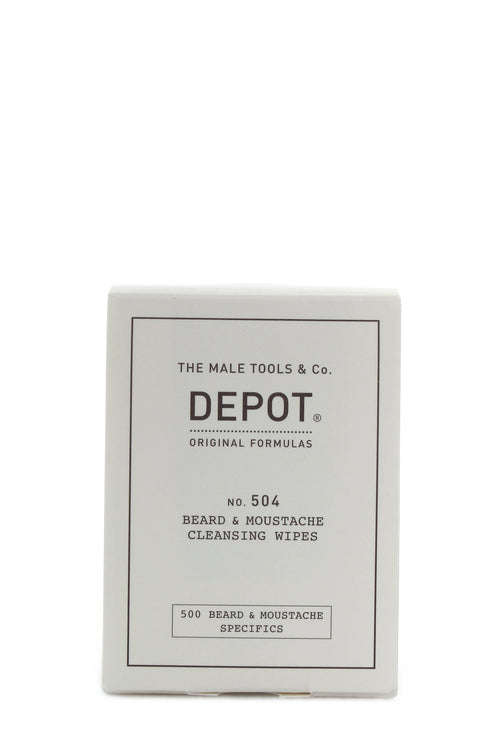 THE MALE TOOLS & Co.
DEPOT®
ORIGINAL FORMULAS
NO. 504
BEARD & MOUSTACHE
CLEANSING WIPES
500 BEARD & MOUSTACHE
SPECIFICS